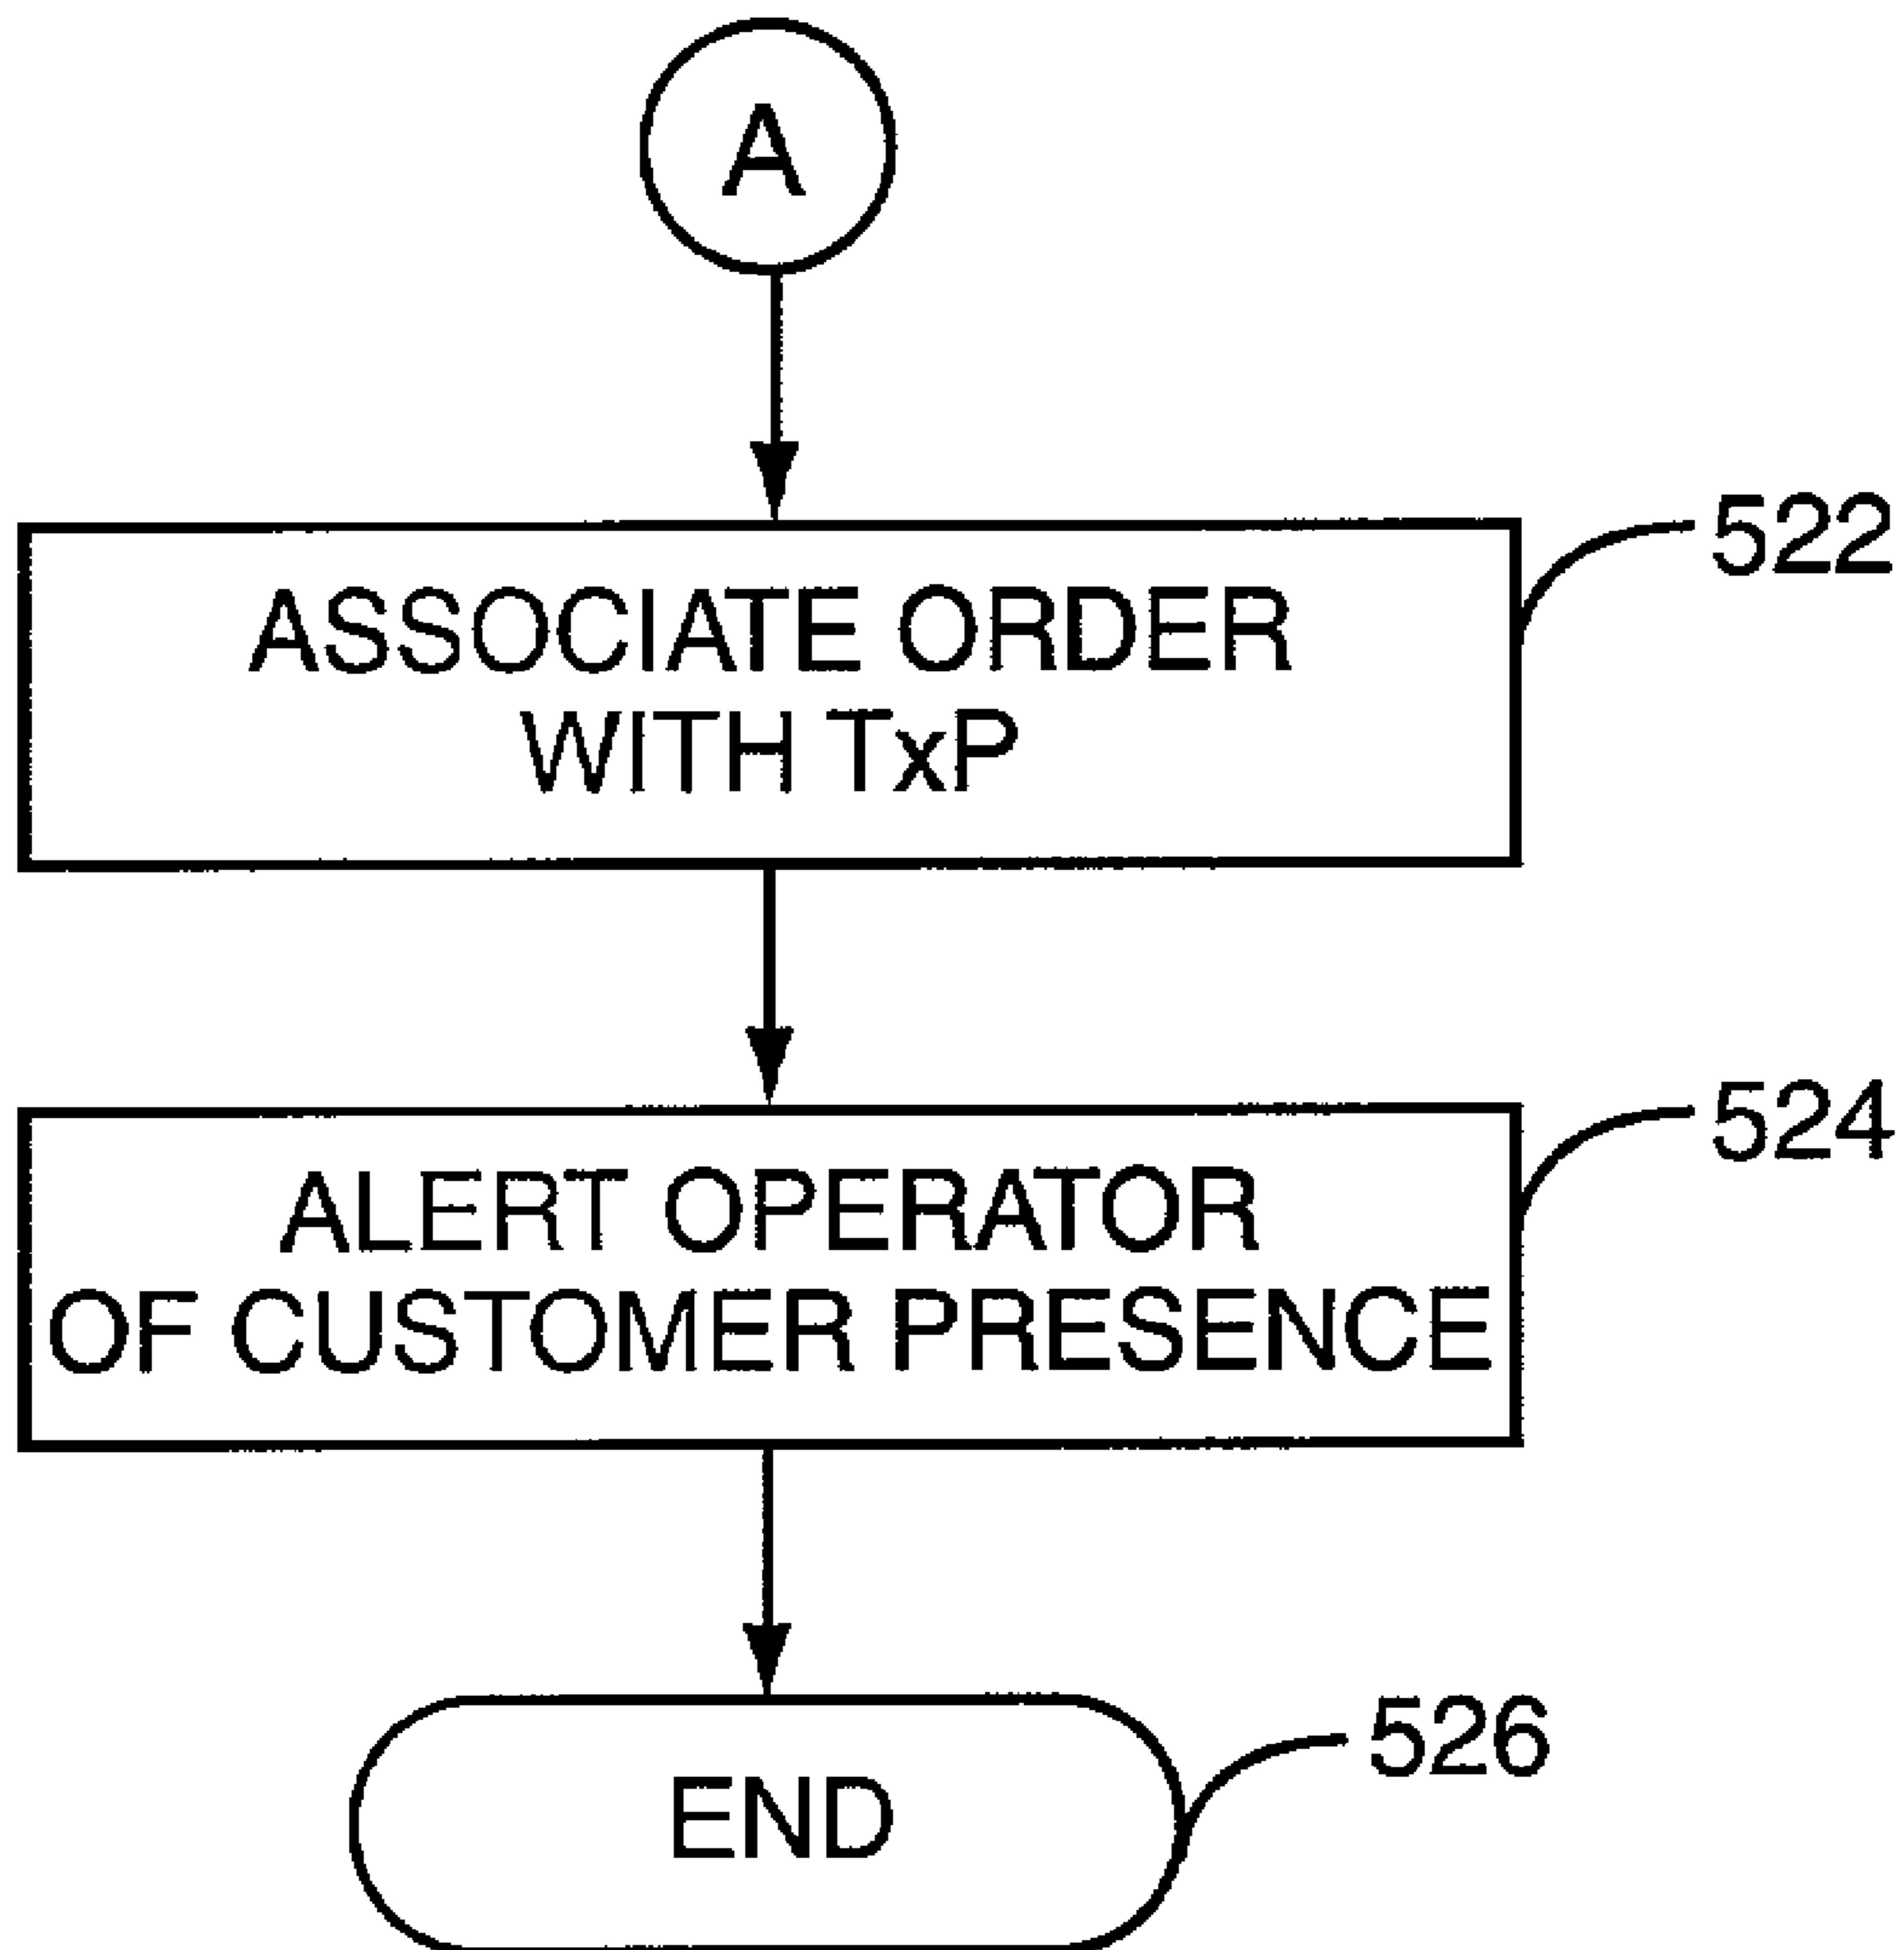 A
522
ASSOCIATE ORDER
WITH TxP
524
ALERT OPERATOR
OF CUSTOMER PRESENCE
526
END